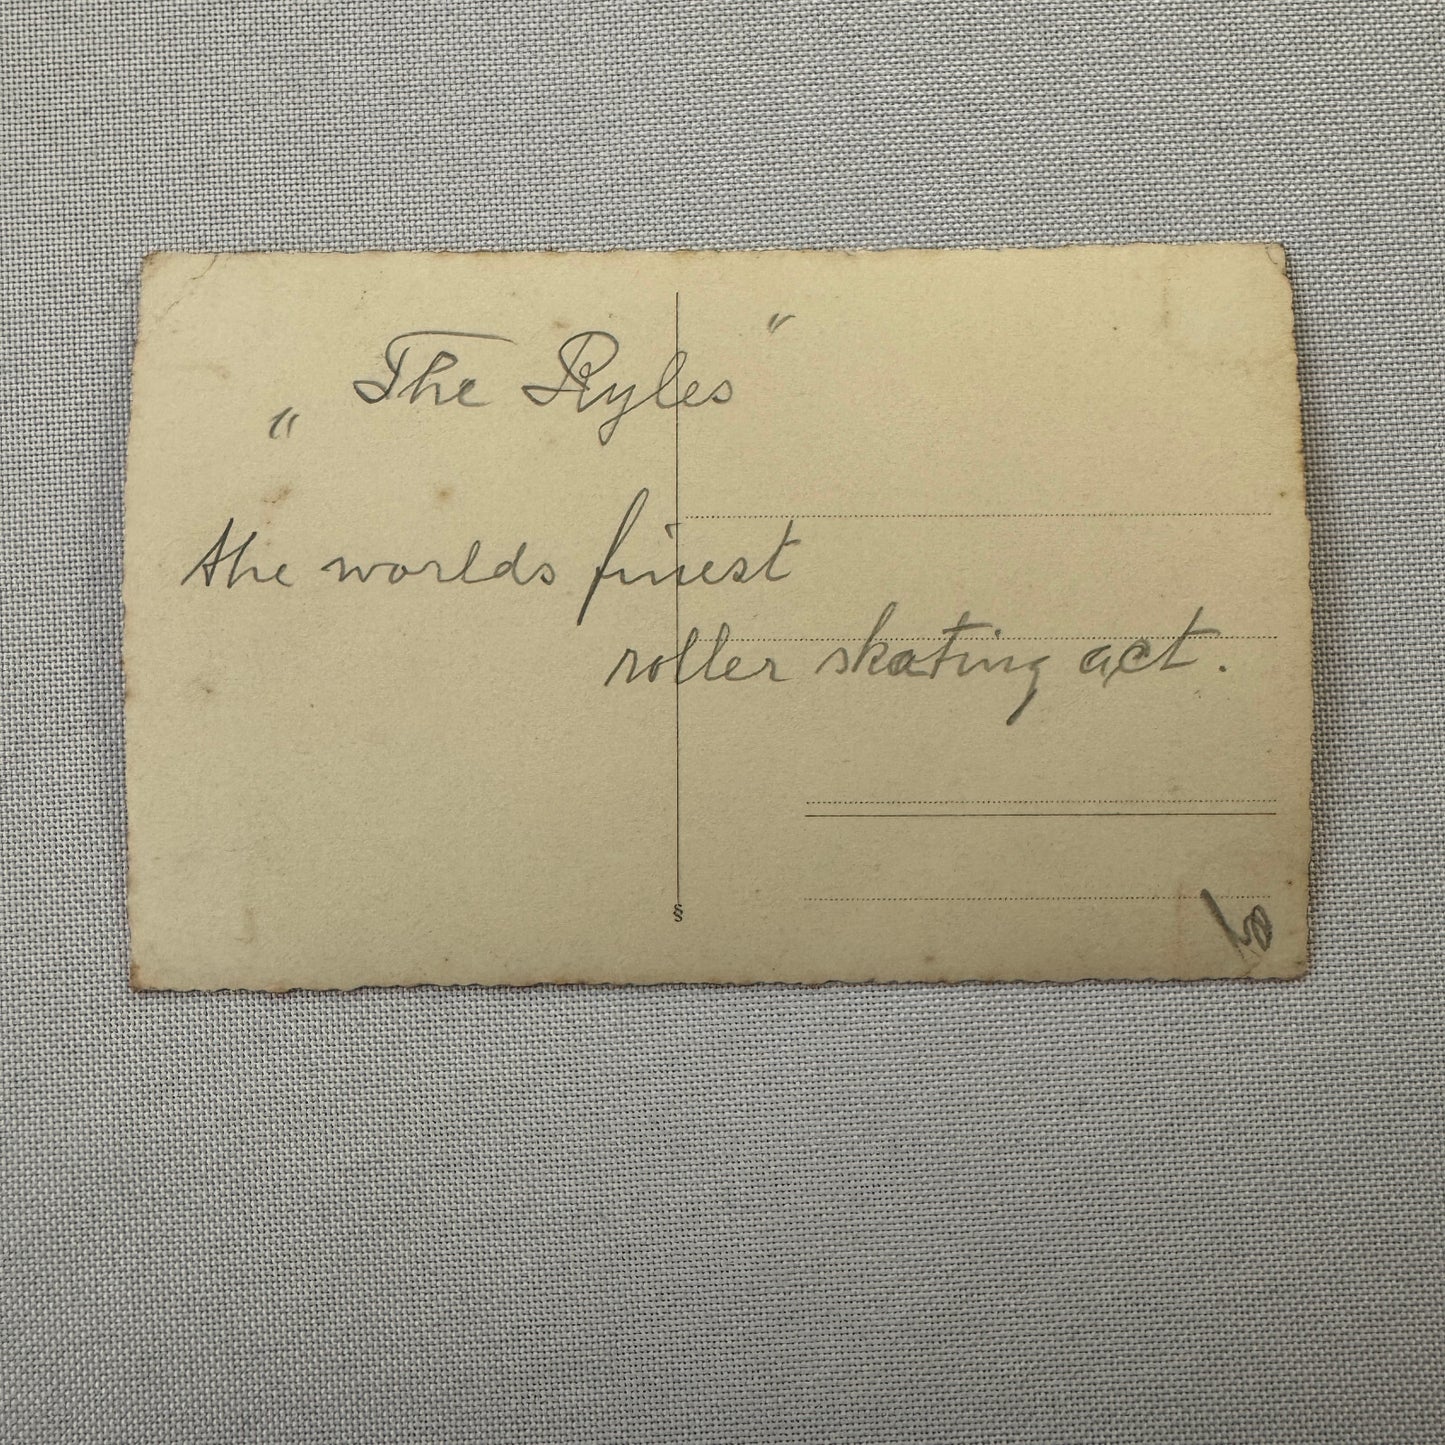 „The Ryles"
the worlds finest
roller skating act.
§